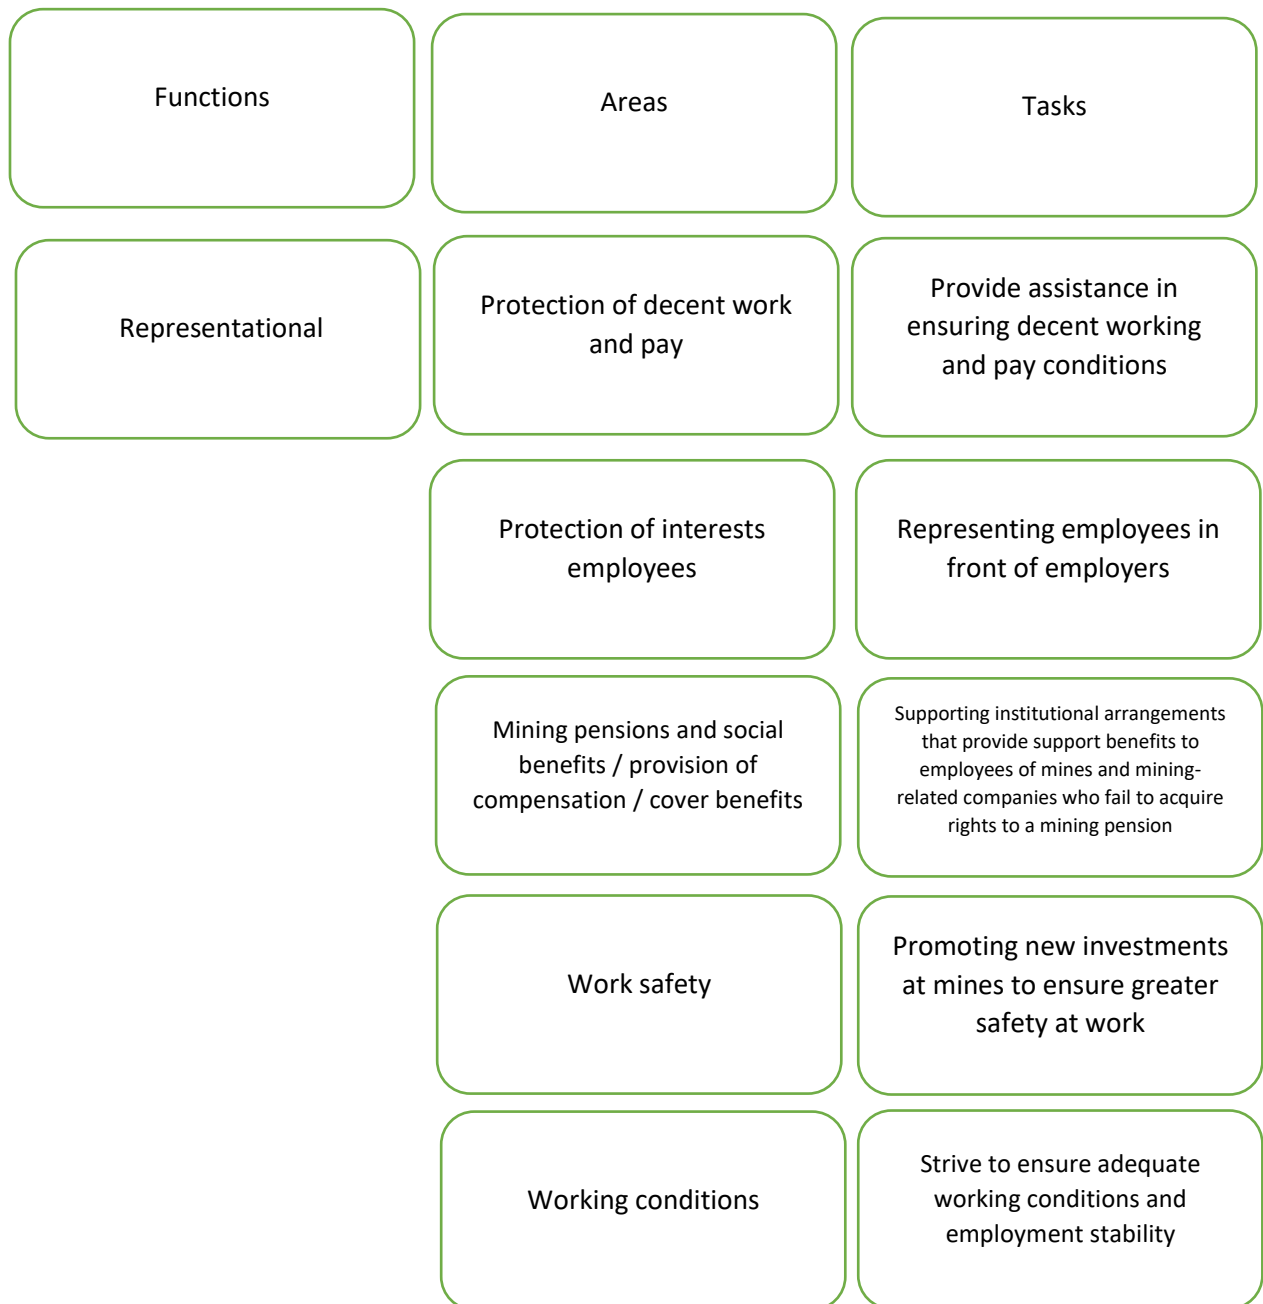 Functions
Areas
Tasks
Representational
Protection of decent work
and pay
Provide assistance in
ensuring decent working
and pay conditions
Protection of interests
employees
Representing employees in
front of employers
Mining pensions and social
benefits / provision of
compensation / cover benefits
Supporting institutional arrangements
that provide support benefits to
employees of mines and mining-
related companies who fail to acquire
rights to a mining pension
Work safety
Promoting new investments
at mines to ensure greater
safety at work
Working conditions
Strive to ensure adequate
working conditions and
employment stability